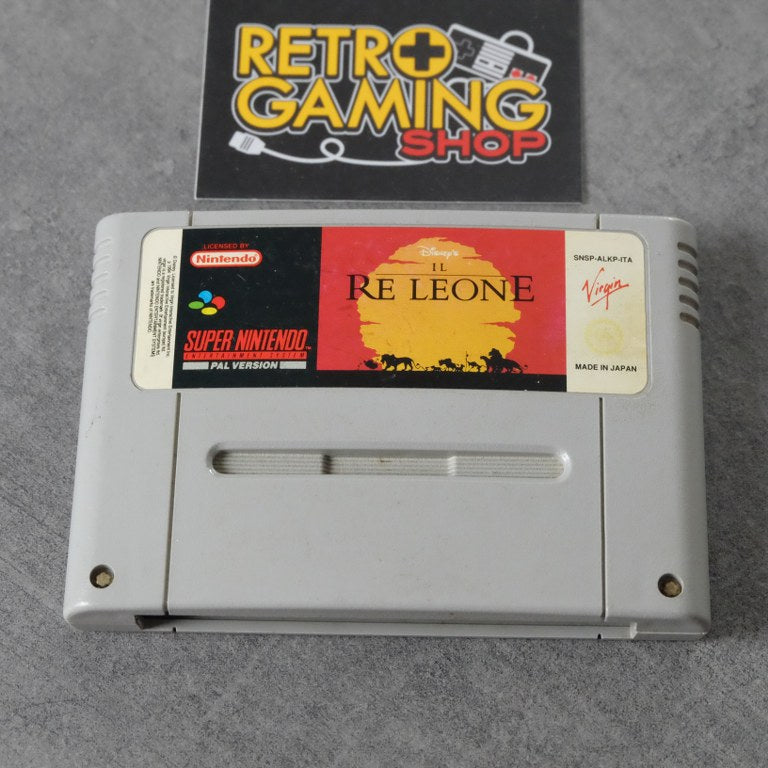 RETRO
GAMING
SHOP
LICENSED BY
Nintendo
SUPER NINTENDO
ENTERTAINMENT SYSTEM
PAL VERSION
Disney's
IL
RE LEONE
SNSP-ALKP-ITA
Virgin
MADE IN JAPAN